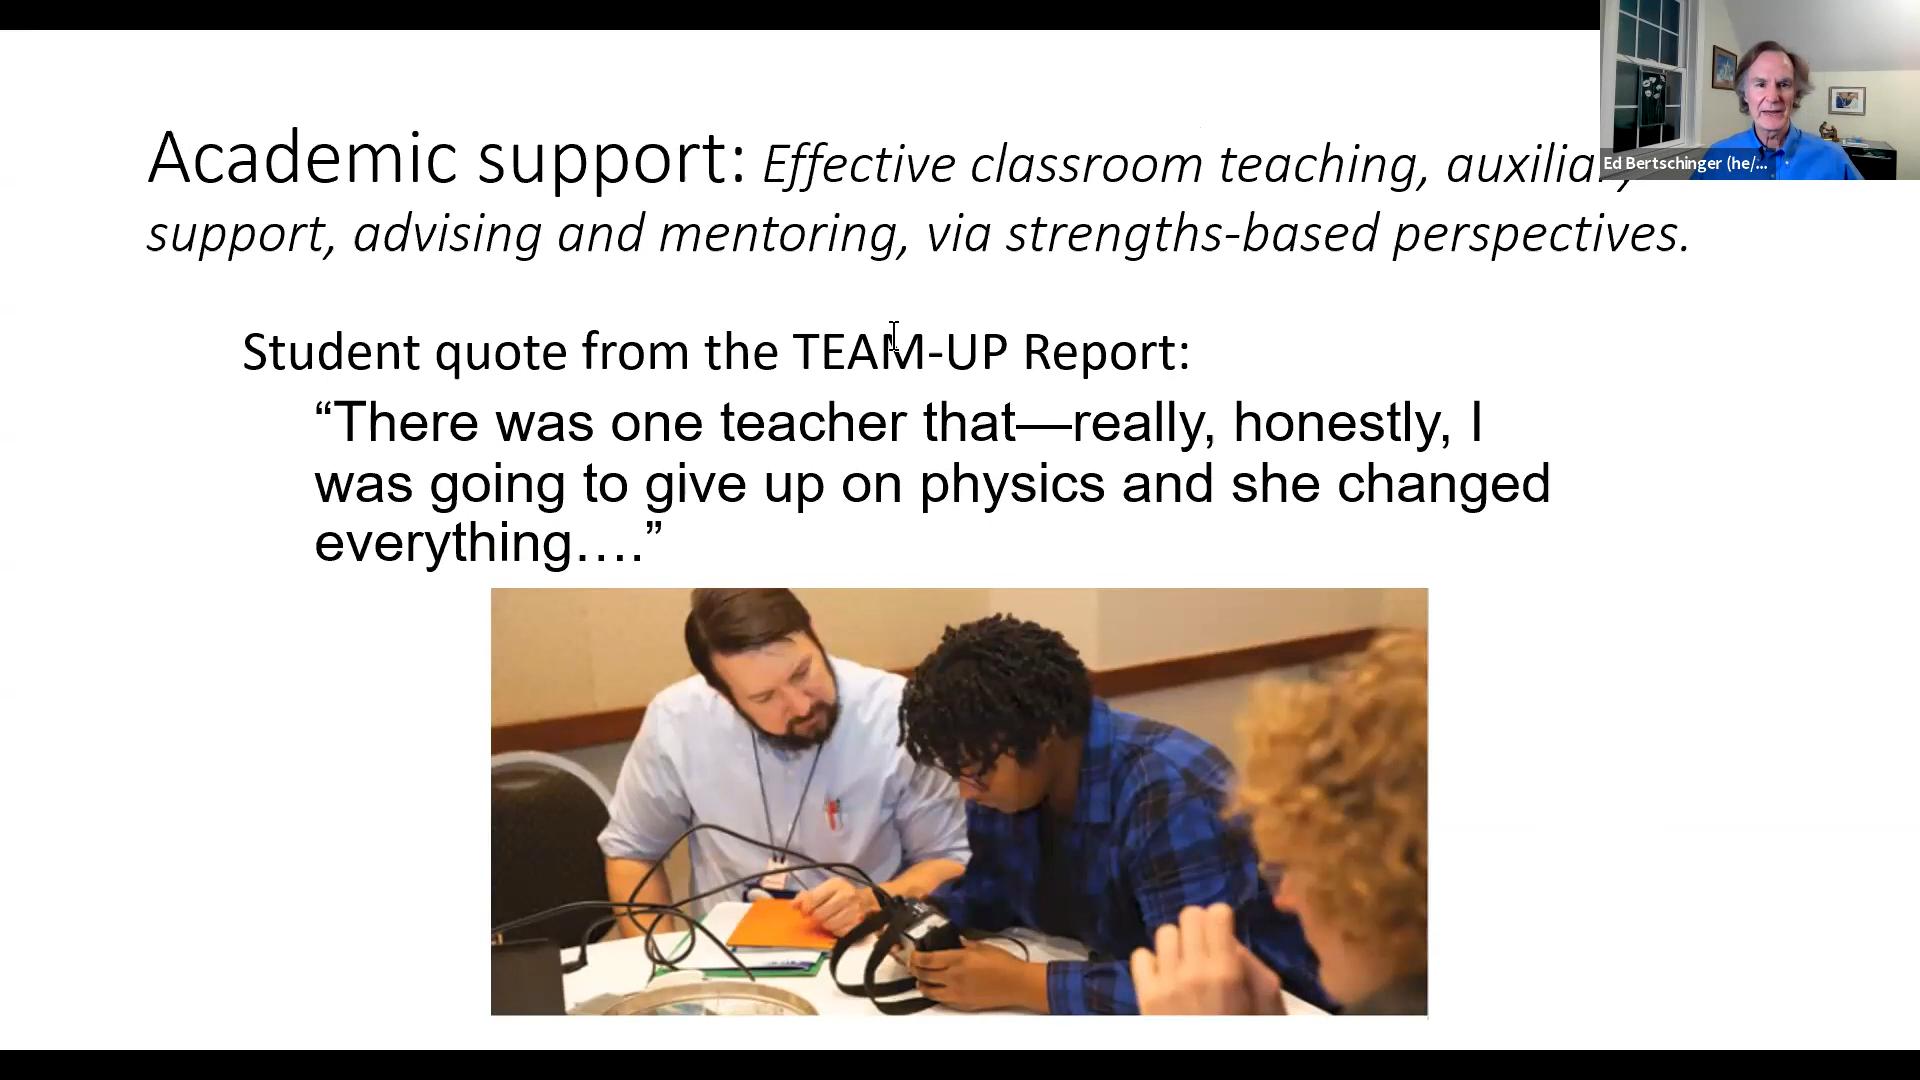 Academic support: Effective classroom teaching, auxiliary
support, advising and mentoring, via strengths-based perspectives.
Student quote from the TEAM-UP Report:
“There was one teacher that—really, honestly, I
was going to give up on physics and she changed
everything….”
Ed Bertschinger (he/...